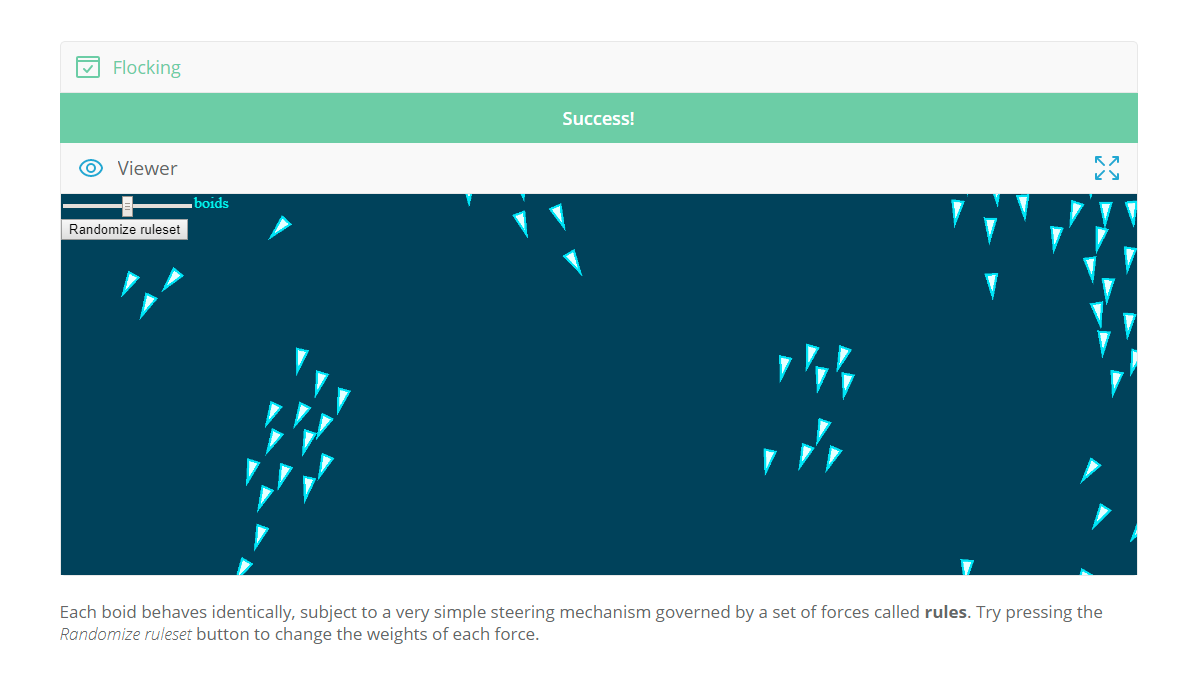 Flocking
Success!
Viewer
boids
Randomize ruleset
Each boid behaves identically, subject to a very simple steering mechanism governed by a set of forces called rules. Try pressing the
Randomize ruleset button to change the weights of each force.